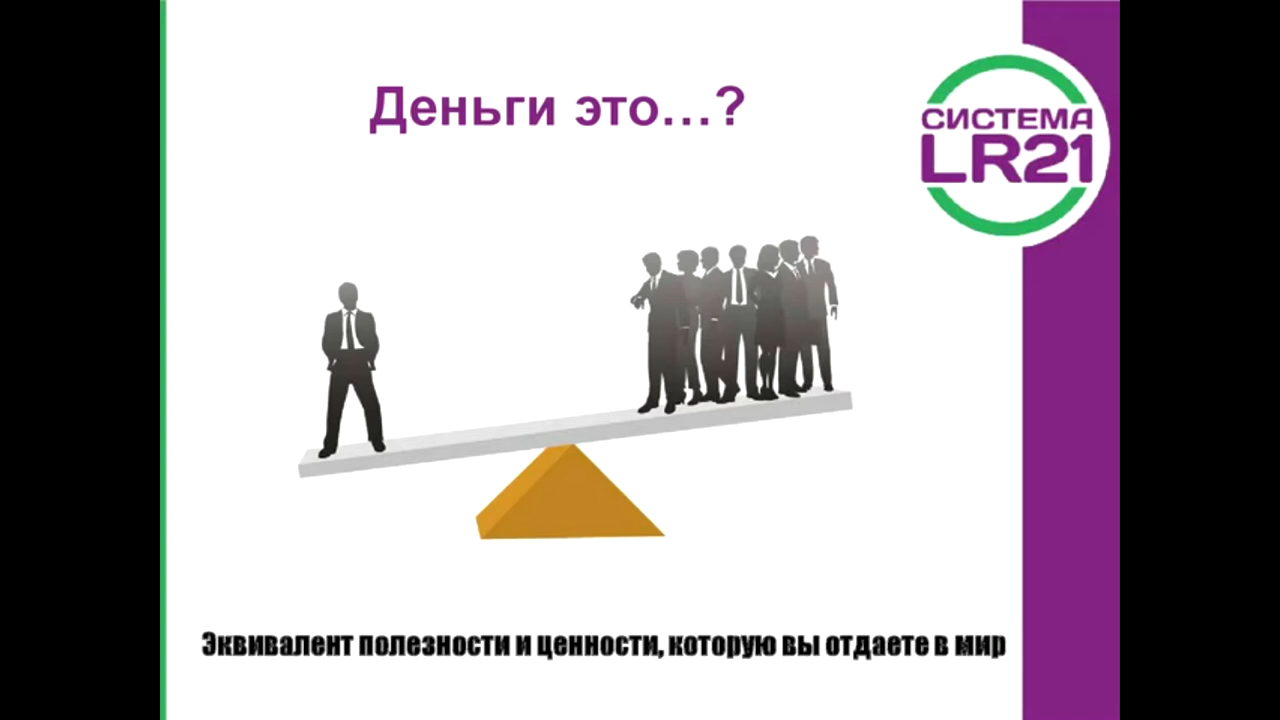 Деньги это...?
СИСТЕМА
LR21
Эквивалент полезности и ценности, которую вы отдаете в мир